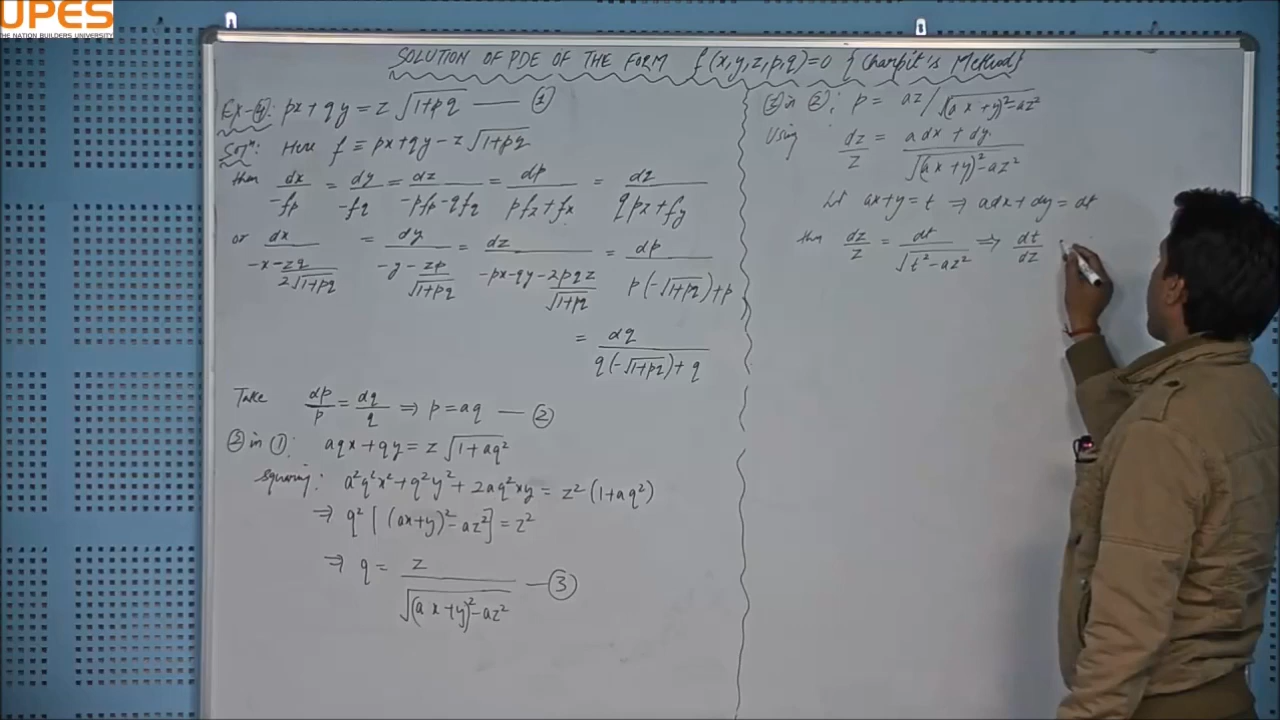 UPES
THE NATION BUILDERS UNIVERSITY
SOLUTION OF PDE OF THE FORM f(x,y,z,p,q)=0 {Charpit's Method}
Ex-4: px+qy = z√(1+pq) — ①
Solⁿ: Here f ≡ px+qy-z√(1+pq)
then dx/-fp = dy/-fq = dz/(-pfp-qfq) = dp/(pfz+fx) = dz/(qpz+fy)
or dx/(-x-zq/(2√(1+pq))) = dy/(-y-zp/√(1+pq)) = dz/(-px-qy-2pqz/√(1+pq)) = dp/(p(-√(1+pq))+p)
= dq/(q(-√(1+pq))+q)
Take dp/p = dq/q ⇒ p=aq — ②
② in ①: aqx+qy = z√(1+aq²)
Squaring: a²q²x²+q²y²+2aq²xy = z²(1+aq²)
⇒ q²[(ax+y)²-az²] = z²
⇒ q = z/√((ax+y)²-az²) — ③
③ in ②; p = az/√((ax+y)²-az²
Using dz/z = (adx+dy)/√((ax+y)²-az²)
Let ax+y=t ⇒ adx+dy=dt
then dz/z = dt/√(t²-az²) ⇒ dt/dz